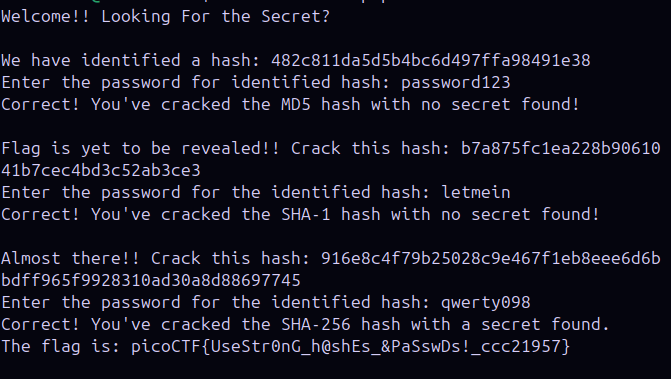 Welcome!! Looking For the Secret?
We have identified a hash: 482c811da5d5b4bc6d497ffa98491e38
Enter the password for identified hash: password123
Correct! You've cracked the MD5 hash with no secret found!
Flag is yet to be revealed!! Crack this hash: b7a875fc1ea228b90610
41b7cec4bd3c52ab3ce3
Enter the password for the identified hash: letmein
Correct! You've cracked the SHA-1 hash with no secret found!
Almost there!! Crack this hash: 916e8c4f79b25028c9e467f1eb8eee6d6b
bdff965f9928310ad30a8d88697745
Enter the password for the identified hash: qwerty098
Correct! You've cracked the SHA-256 hash with a secret found.
The flag is: picoCTF{UseStr0nG_h@shEs_&PaSswDs!_ccc21957}